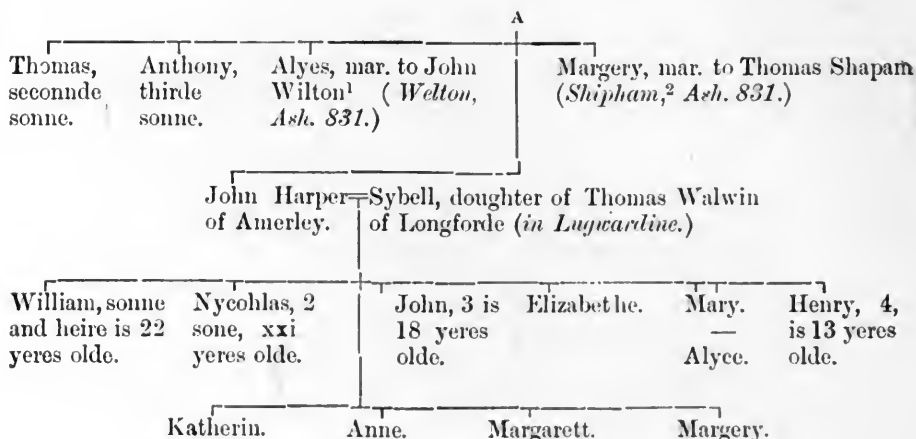 A
Thomas,
seconnde
sonne.
Anthony,
thirde
sonne.
Alyes, mar. to John
Wilton¹ ( Welton,
Ash. 831.)
Margery, mar. to Thomas Shapam
(Shipham,² Ash. 831.)
John Harper
of Amerley.
Sybell, doughter of Thomas Walwin
of Longforde (in Lugwardine.)
William, sonne
and heire is 22
yeres olde.
Nycohlas, 2
sone, xxi
yeres olde.
John, 3 is
18 yeres
olde.
Elizabethe.
Mary.
—
Alyce.
Henry, 4,
is 13 yeres
olde.
Katherin.
Anne.
Margarett.
Margery.